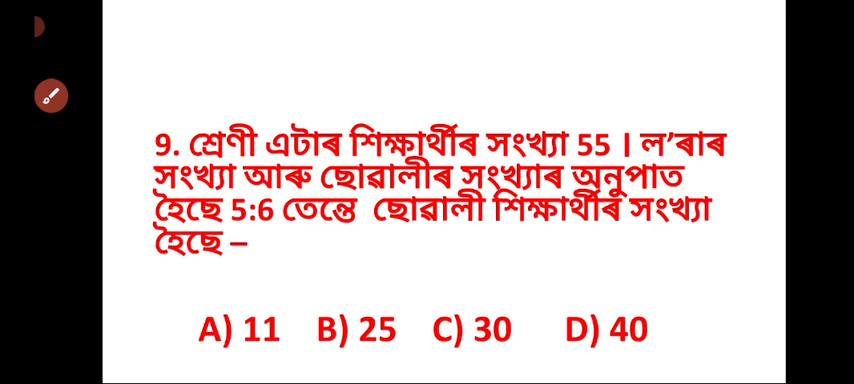 9. শ্ৰেণী এটাৰ শিক্ষাৰ্থীৰ সংখ্যা 55 । ল’ৰাৰ
সংখ্যা আৰু ছোৱালীৰ সংখ্যাৰ অনুপাত
হৈছে 5:6 তেন্তে ছোৱালী শিক্ষাৰ্থীৰ সংখ্যা
হৈছে –
A) 11 B) 25 C) 30 D) 40